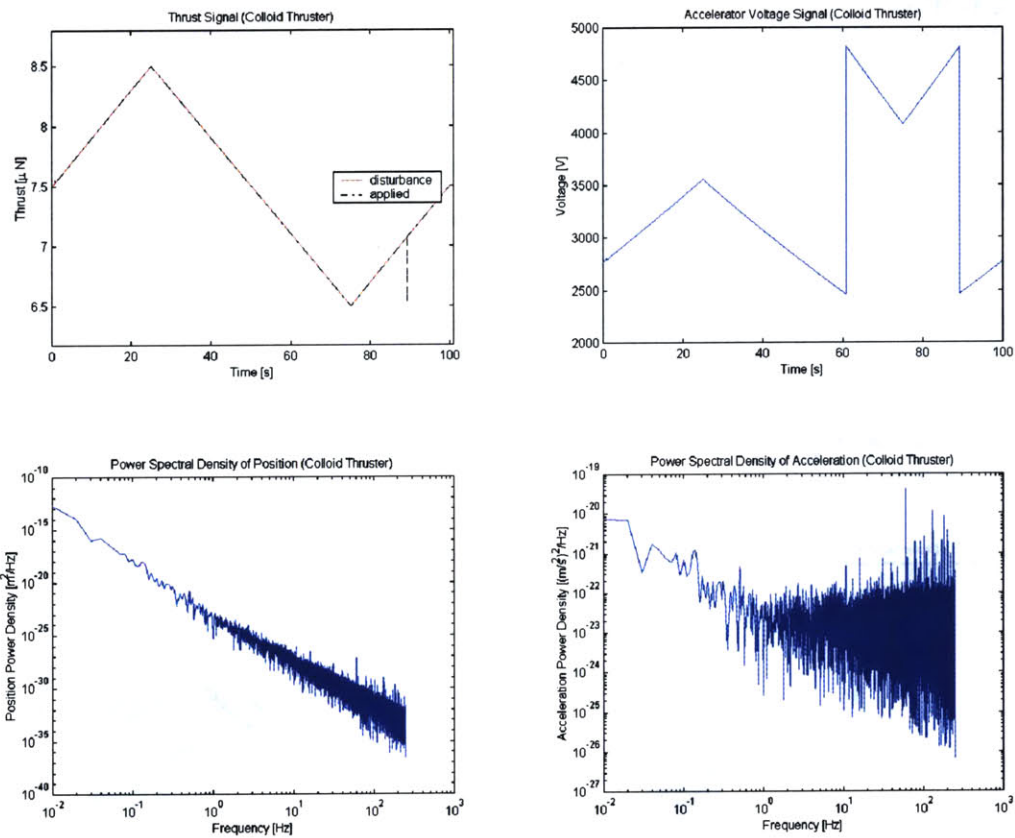 Thrust Signal (Colloid Thruster)
8.5
8
7.5
7
6.5
Thrust [μ N]
disturbance
applied
0 20 40 60 80 100
Time [s]
Accelerator Voltage Signal (Colloid Thruster)
5000
4500
4000
3500
3000
2500
2000
Voltage [V]
0 20 40 60 80 100
Time [s]
Power Spectral Density of Position (Colloid Thruster)
10^-10
10^-15
10^-20
10^-25
10^-30
10^-35
10^-40
Position Power Density [m^2/Hz]
10^-2 10^-1 10^0 10^1 10^2 10^3
Frequency [Hz]
Power Spectral Density of Acceleration (Colloid Thruster)
10^-19
10^-20
10^-21
10^-22
10^-23
10^-24
10^-25
10^-26
10^-27
Acceleration Power Density [(m/s^2)^2/Hz]
10^-2 10^-1 10^0 10^1 10^2 10^3
Frequency [Hz]